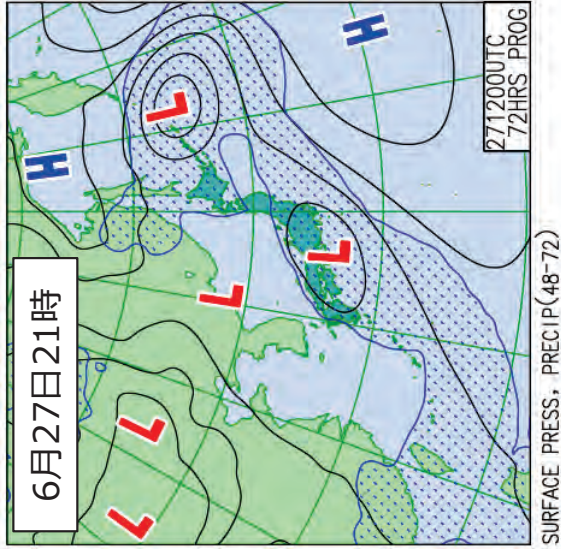 6月27日21時
H
H
L
L
L
L
L
271200UTC
72HRS PROG
SURFACE PRESS, PRECIP(48-72)